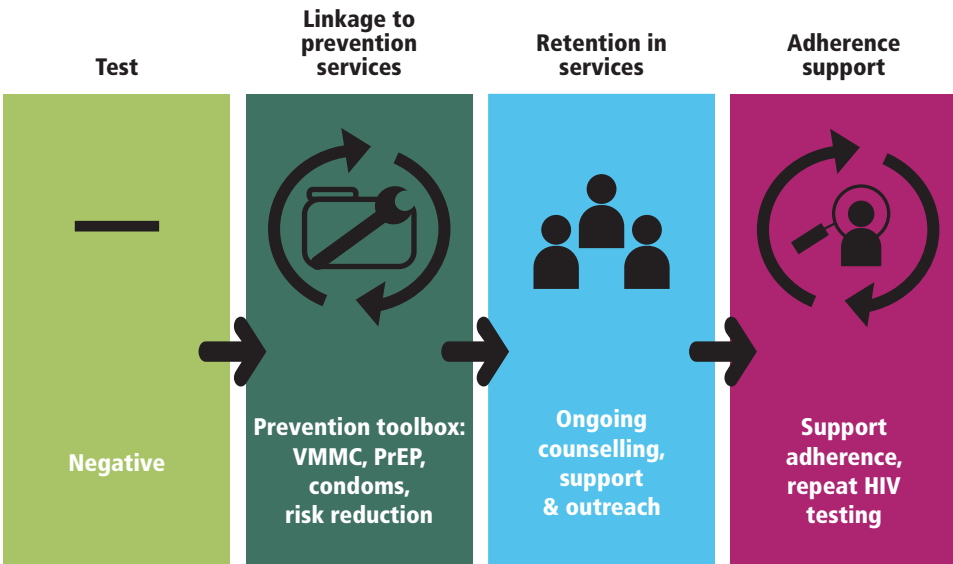 Test
Linkage to
prevention
services
Retention in
services
Adherence
support
Negative
Prevention toolbox:
VMMC, PrEP,
condoms,
risk reduction
Ongoing
counselling,
support
& outreach
Support
adherence,
repeat HIV
testing